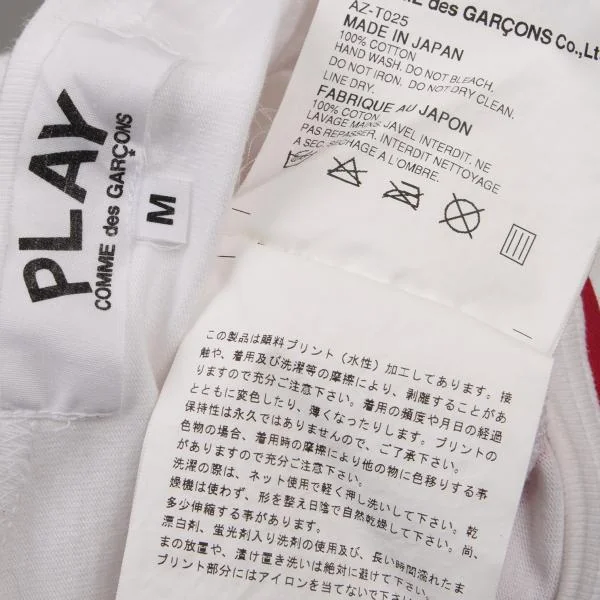 PLAY
COMME des GARÇONS
M
des GARÇONS Co.,Lt
AZ-T025
MADE IN JAPAN
100% COTTON
HAND WASH. DO NOT BLEACH.
DO NOT IRON. DO NOT DRY CLEAN.
LINE DRY.
FABRIQUE AU JAPON
100% COTON.
LAVAGE MAINS. JAVEL INTERDIT. NE
PAS REPASSER. INTERDIT NETTOYAGE
A SEC. SECHAGE A L'OMBRE.
この製品は顔料プリント（水性）加工してあります。接
触や、着用及び洗濯等の摩擦により、剥離することがあ
りますので充分ご注意下さい。着用の頻度や月日の経過
とともに変色したり、薄くなったりします。プリントの
保持性は永久ではありませんので、ご了承下さい。
色物の場合、着用時の摩擦により他の物に色移りする事
がありますので充分ご注意下さい。
洗濯の際は、ネット使用で軽く押し洗いして下さい。乾
燥機は使わず、形を整え日陰で自然乾燥して下さい。尚、
多少伸縮する事があります。
漂白剤、蛍光剤入り洗剤の使用及び、長い時間濡れたま
まの放置や、漬け置き洗いは絶対に避けて下さい。
プリント部分にはアイロンを当てないで下さい